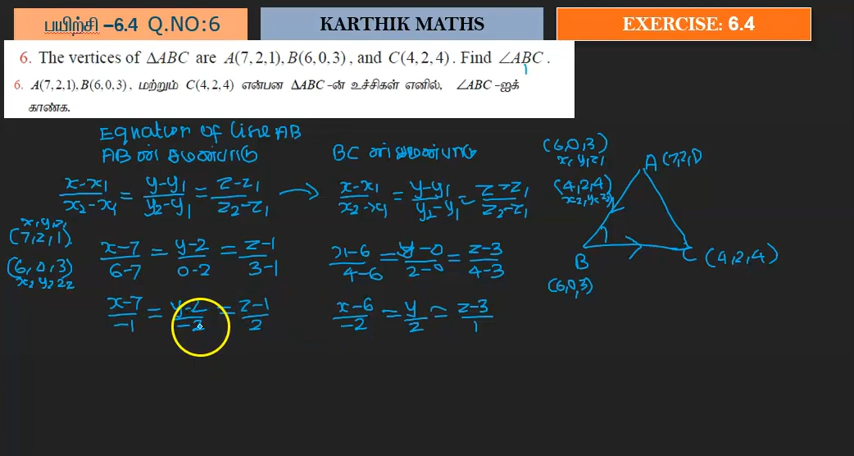 பயிற்சி –6.4 Q.NO:6
KARTHIK MATHS
EXERCISE: 6.4
6. The vertices of ΔABC are A(7,2,1), B(6,0,3), and C(4,2,4). Find ∠ABC.
6. A(7,2,1), B(6,0,3), மற்றும் C(4,2,4) என்பன ΔABC-ன் உச்சிகள் எனில், ∠ABC-ஐக்
காண்க.
Equation of line AB
AB ன் சமன்பாடு
(x-x₁)/(x₂-x₁) = (y-y₁)/(y₂-y₁) = (z-z₁)/(z₂-z₁)
x₁ y₁ z₁
(7,2,1)
(6,0,3)
x₂ y₂ z₂
(x-7)/(6-7) = (y-2)/(0-2) = (z-1)/(3-1)
(x-7)/(-1) = (y-2)/(-2) = (z-1)/2
BC ன் சமன்பாடு
(x-x₁)/(x₂-x₁) = (y-y₁)/(y₂-y₁) = (z-z₁)/(z₂-z₁)
(x-6)/(4-6) = (y-0)/(2-0) = (z-3)/(4-3)
(x-6)/(-2) = y/2 = (z-3)/1
(6,0,3)
x₁ y₁ z₁
(4,2,4)
x₂ y₂ z₂
A (7,2,1)
B
(6,0,3)
C (4,2,4)